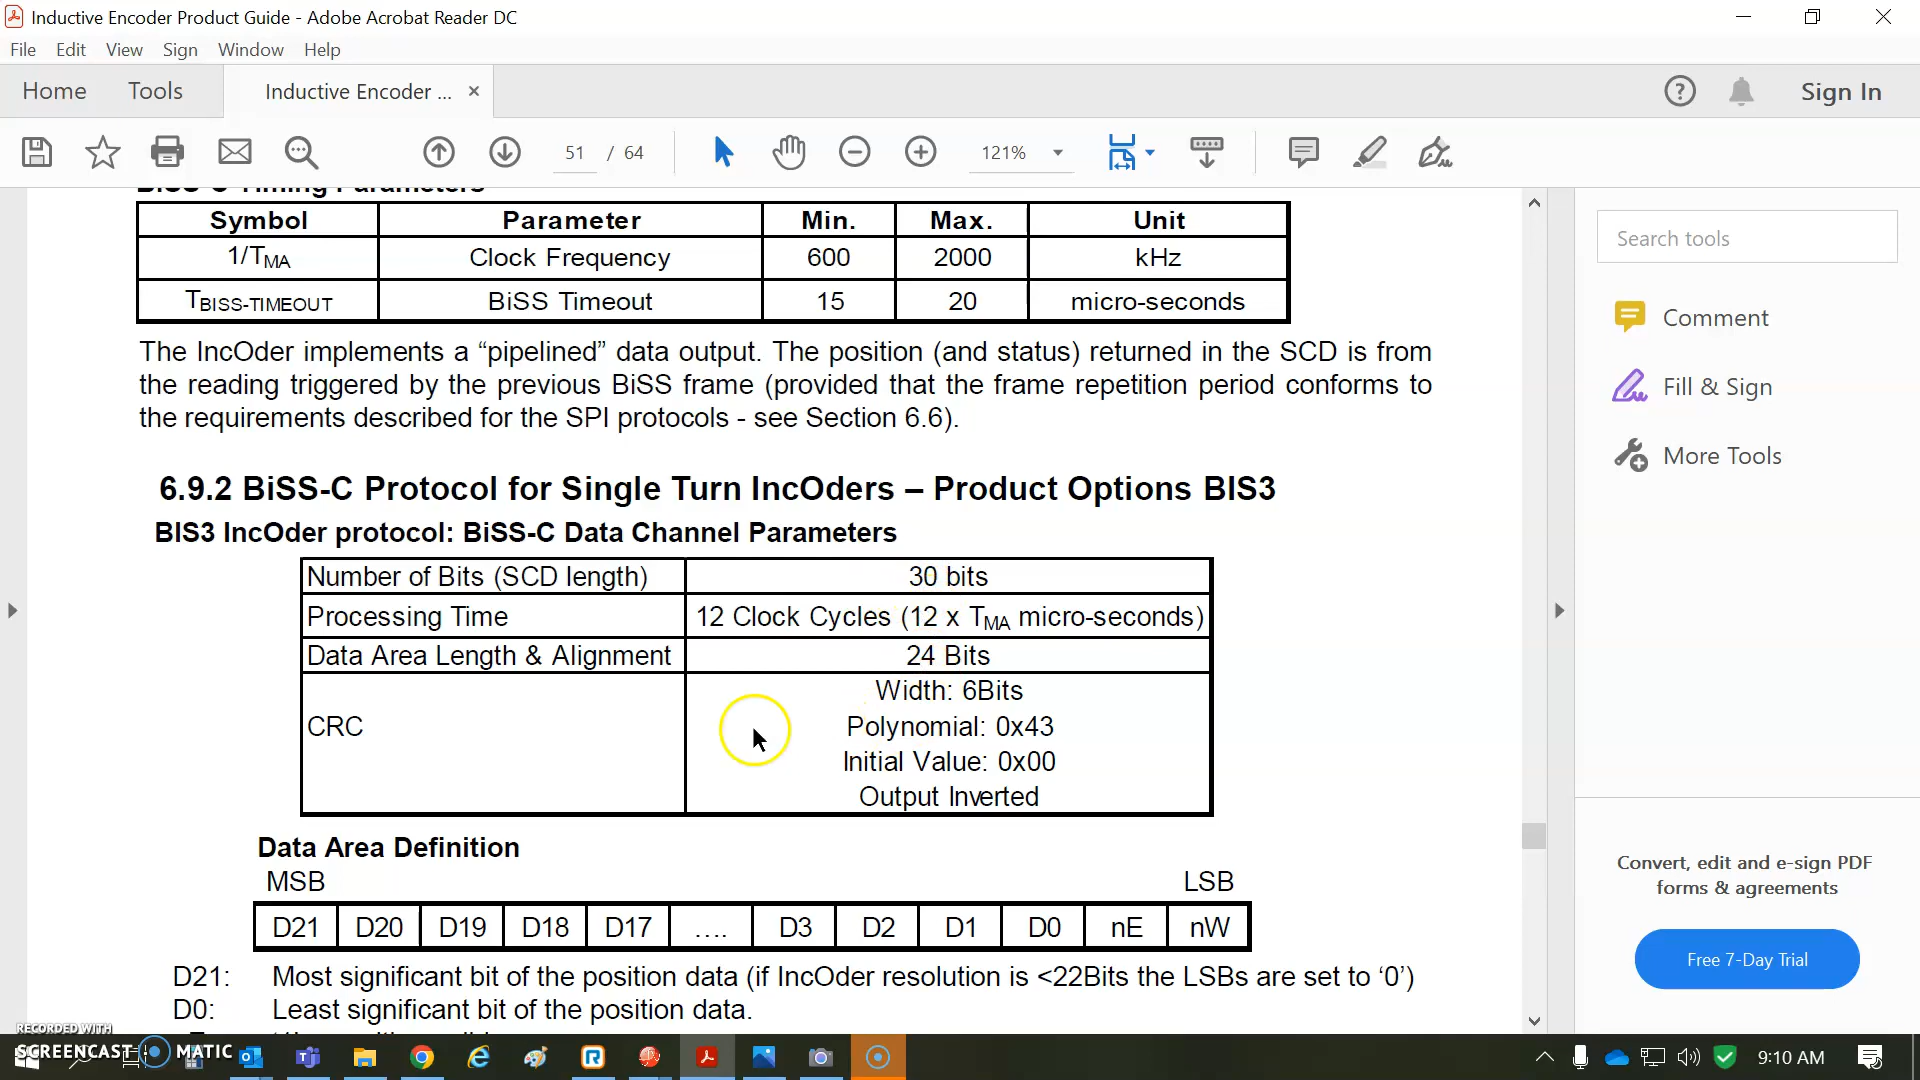 Inductive Encoder Product Guide - Adobe Acrobat Reader DC
File Edit View Sign Window Help
Home Tools Inductive Encoder ... × Sign In
51 / 64 121%
BiSS-C Timing Parameters
Symbol Parameter Min. Max. Unit
1/TMA Clock Frequency 600 2000 kHz
TBISS-TIMEOUT BiSS Timeout 15 20 micro-seconds
The IncOder implements a “pipelined” data output. The position (and status) returned in the SCD is from
the reading triggered by the previous BiSS frame (provided that the frame repetition period conforms to
the requirements described for the SPI protocols - see Section 6.6).
6.9.2 BiSS-C Protocol for Single Turn IncOders – Product Options BIS3
BIS3 IncOder protocol: BiSS-C Data Channel Parameters
Number of Bits (SCD length) 30 bits
Processing Time 12 Clock Cycles (12 x TMA micro-seconds)
Data Area Length & Alignment 24 Bits
Width: 6Bits
CRC Polynomial: 0x43
Initial Value: 0x00
Output Inverted
Data Area Definition
MSB LSB
D21 D20 D19 D18 D17 .... D3 D2 D1 D0 nE nW
D21: Most significant bit of the position data (if IncOder resolution is <22Bits the LSBs are set to ‘0’)
D0: Least significant bit of the position data.
Search tools
Comment
Fill & Sign
More Tools
Convert, edit and e-sign PDF
forms & agreements
Free 7-Day Trial
RECORDED WITH
SCREENCAST MATIC
9:10 AM